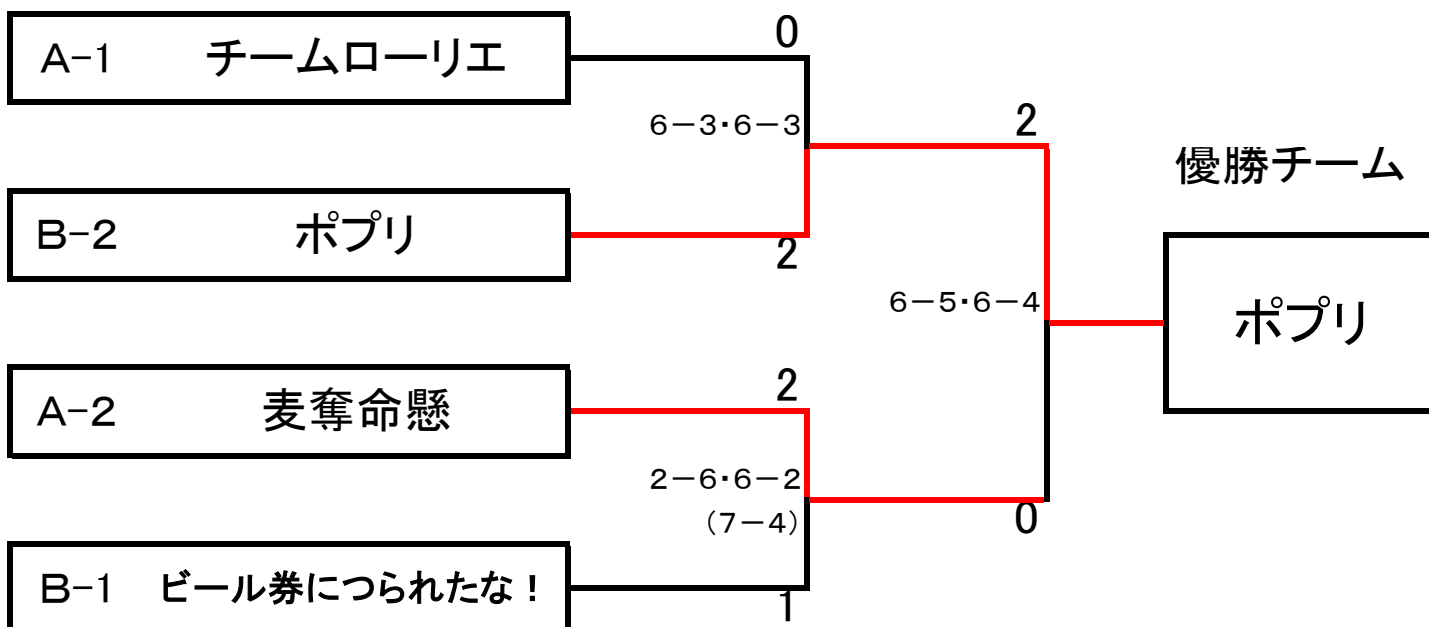 A-1 チームローリエ
0
6-3・6-3
B-2 ポプリ
2
A-2 麦奪命懸
2
2-6・6-2
(7-4)
B-1 ビール券につられたな！
1
2
6-5・6-4
0
優勝チーム
ポプリ